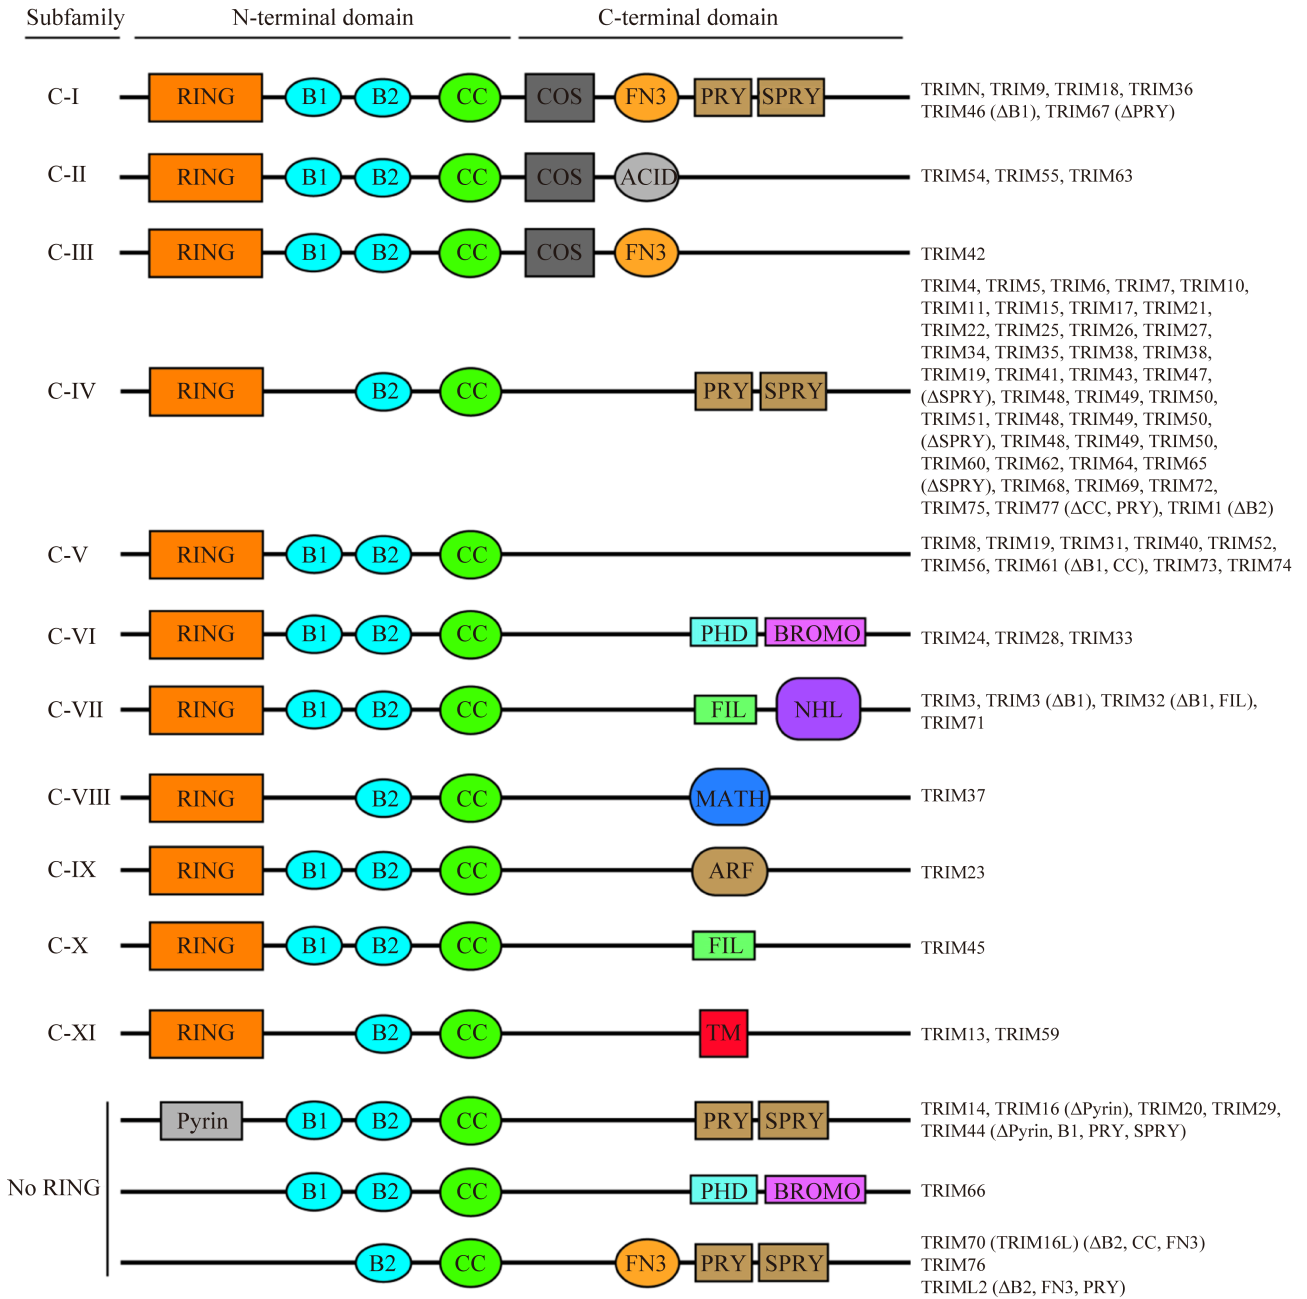 Subfamily N-terminal domain C-terminal domain
C-I RING B1 B2 CC COS FN3 PRY SPRY TRIMN, TRIM9, TRIM18, TRIM36
TRIM46 (ΔB1), TRIM67 (ΔPRY)
C-II RING B1 B2 CC COS ACID TRIM54, TRIM55, TRIM63
C-III RING B1 B2 CC COS FN3 TRIM42
C-IV RING B2 CC PRY SPRY
TRIM4, TRIM5, TRIM6, TRIM7, TRIM10,
TRIM11, TRIM15, TRIM17, TRIM21,
TRIM22, TRIM25, TRIM26, TRIM27,
TRIM34, TRIM35, TRIM38, TRIM38,
TRIM19, TRIM41, TRIM43, TRIM47,
(ΔSPRY), TRIM48, TRIM49, TRIM50,
TRIM51, TRIM48, TRIM49, TRIM50,
(ΔSPRY), TRIM48, TRIM49, TRIM50,
TRIM60, TRIM62, TRIM64, TRIM65
(ΔSPRY), TRIM68, TRIM69, TRIM72,
TRIM75, TRIM77 (ΔCC, PRY), TRIM1 (ΔB2)
C-V RING B1 B2 CC TRIM8, TRIM19, TRIM31, TRIM40, TRIM52,
TRIM56, TRIM61 (ΔB1, CC), TRIM73, TRIM74
C-VI RING B1 B2 CC PHD BROMO TRIM24, TRIM28, TRIM33
C-VII RING B1 B2 CC FIL NHL TRIM3, TRIM3 (ΔB1), TRIM32 (ΔB1, FIL),
TRIM71
C-VIII RING B2 CC MATH TRIM37
C-IX RING B1 B2 CC ARF TRIM23
C-X RING B1 B2 CC FIL TRIM45
C-XI RING B2 CC TM TRIM13, TRIM59
No RING
Pyrin B1 B2 CC PRY SPRY TRIM14, TRIM16 (ΔPyrin), TRIM20, TRIM29,
TRIM44 (ΔPyrin, B1, PRY, SPRY)
B1 B2 CC PHD BROMO TRIM66
B2 CC FN3 PRY SPRY TRIM70 (TRIM16L) (ΔB2, CC, FN3)
TRIM76
TRIML2 (ΔB2, FN3, PRY)